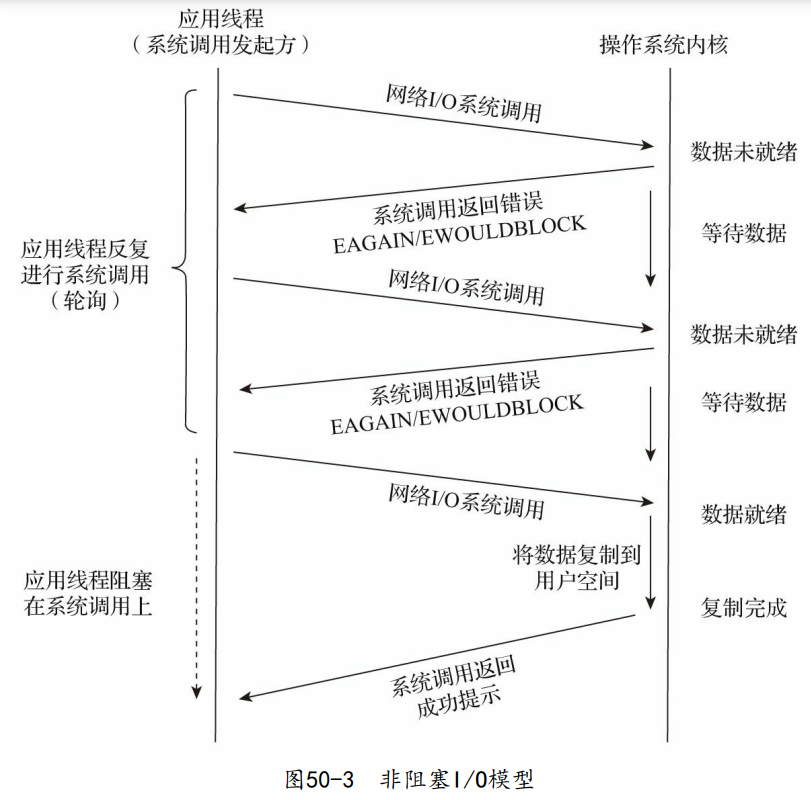 应用线程
（系统调用发起方）
操作系统内核
网络I/O系统调用
数据未就绪
系统调用返回错误
EAGAIN/EWOULDBLOCK
等待数据
应用线程反复
进行系统调用
（轮询）
网络I/O系统调用
数据未就绪
系统调用返回错误
EAGAIN/EWOULDBLOCK
等待数据
网络I/O系统调用
数据就绪
将数据复制到
用户空间
应用线程阻塞
在系统调用上
复制完成
系统调用返回
成功提示
图50-3 非阻塞I/O模型